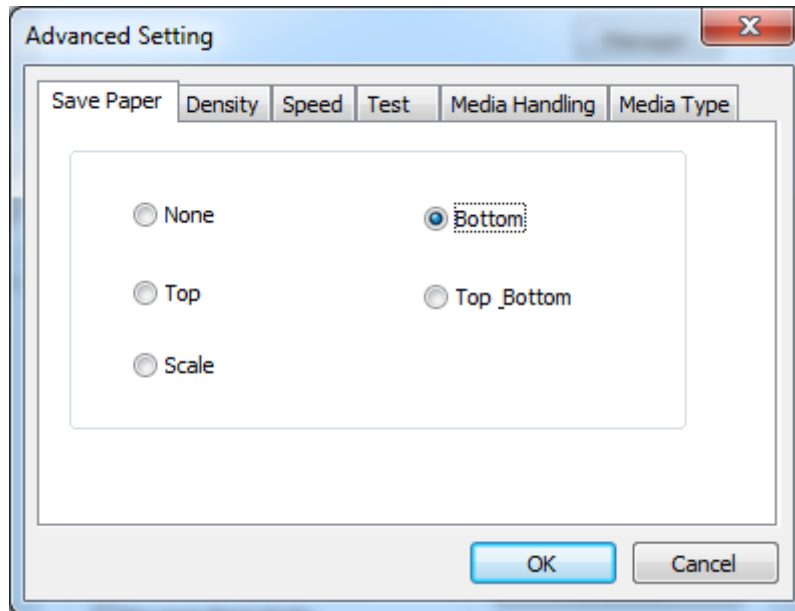 Advanced Setting
Save Paper Density Speed Test Media Handling Media Type
None Bottom
Top Top_Bottom
Scale
OK Cancel